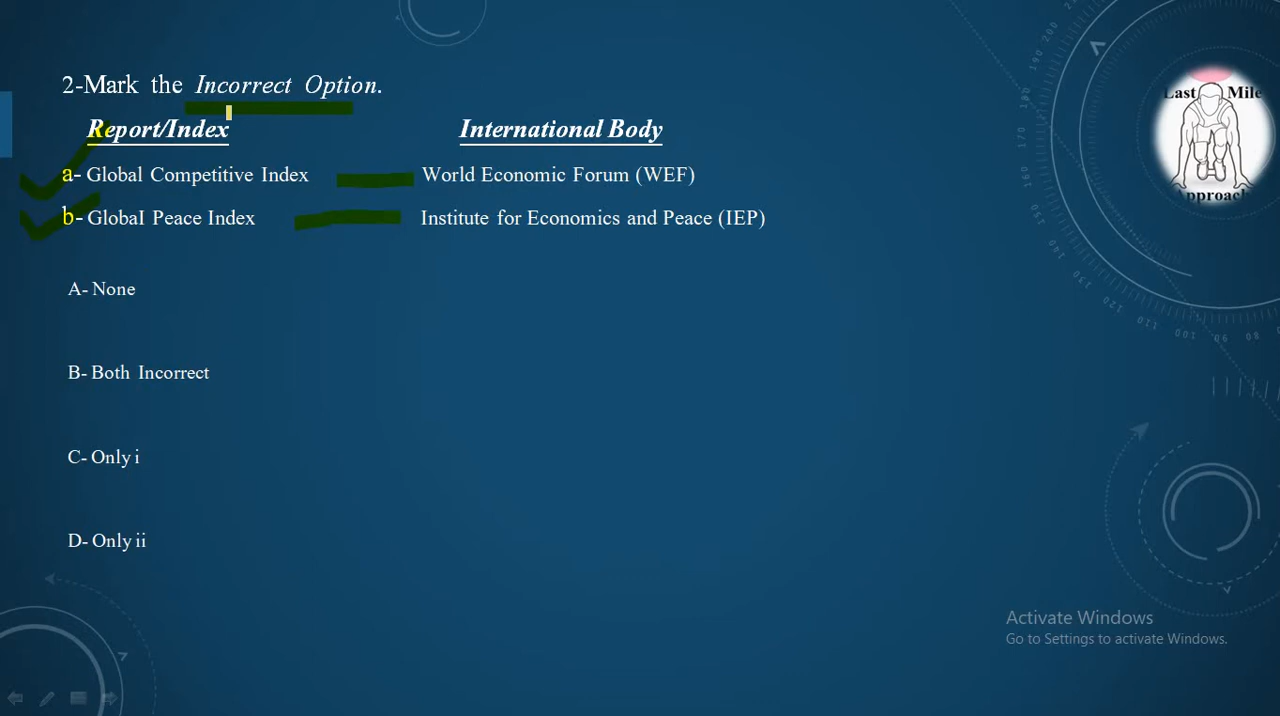 2-Mark the Incorrect Option.
Report/Index International Body
a- Global Competitive Index World Economic Forum (WEF)
b- Global Peace Index Institute for Economics and Peace (IEP)
A- None
B- Both Incorrect
C- Only i
D- Only ii
Last Mile
Approach
Activate Windows
Go to Settings to activate Windows.